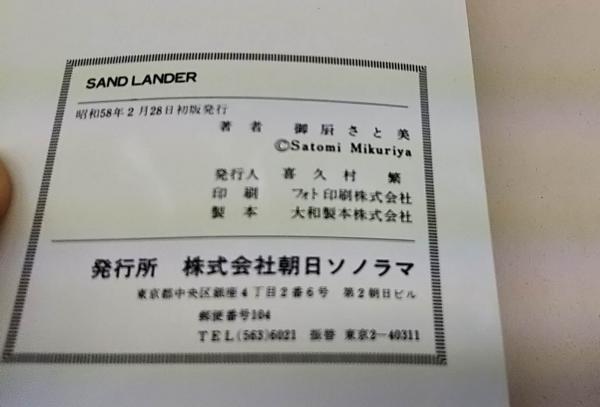 SAND LANDER
昭和58年2月28日初版発行
著者 御厨さと美
©Satomi Mikuriya
発行人 喜久村 繁
印刷 フォト印刷株式会社
製本 大和製本株式会社
発行所 株式会社朝日ソノラマ
東京都中央区銀座4丁目2番6号 第2朝日ビル
郵便番号104
TEL(563)6021 振替 東京2-40311